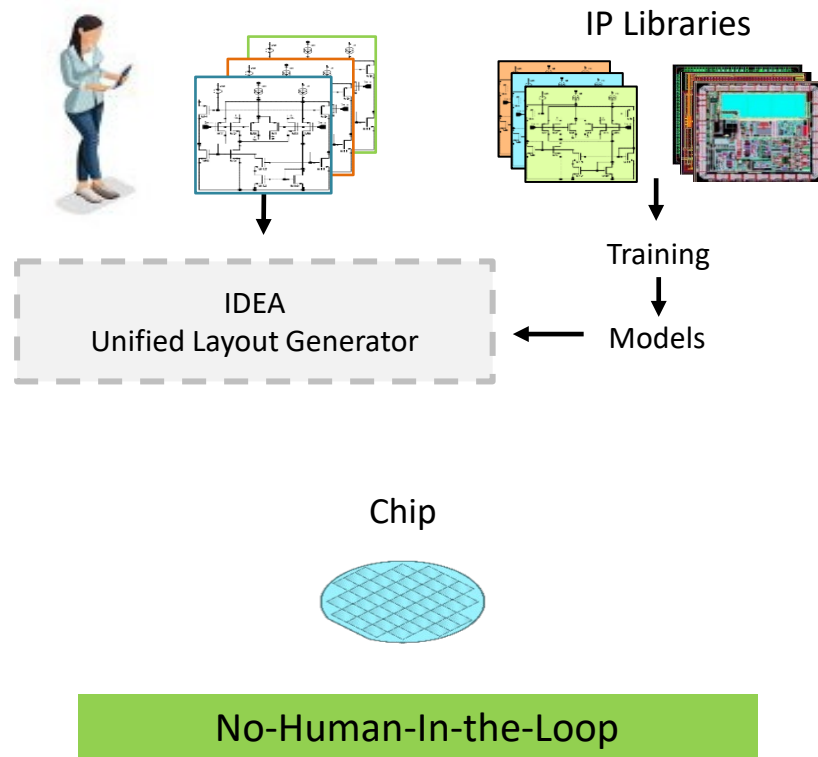 IP Libraries
Training
IDEA
Unified Layout Generator
Models
Chip
No-Human-In-the-Loop